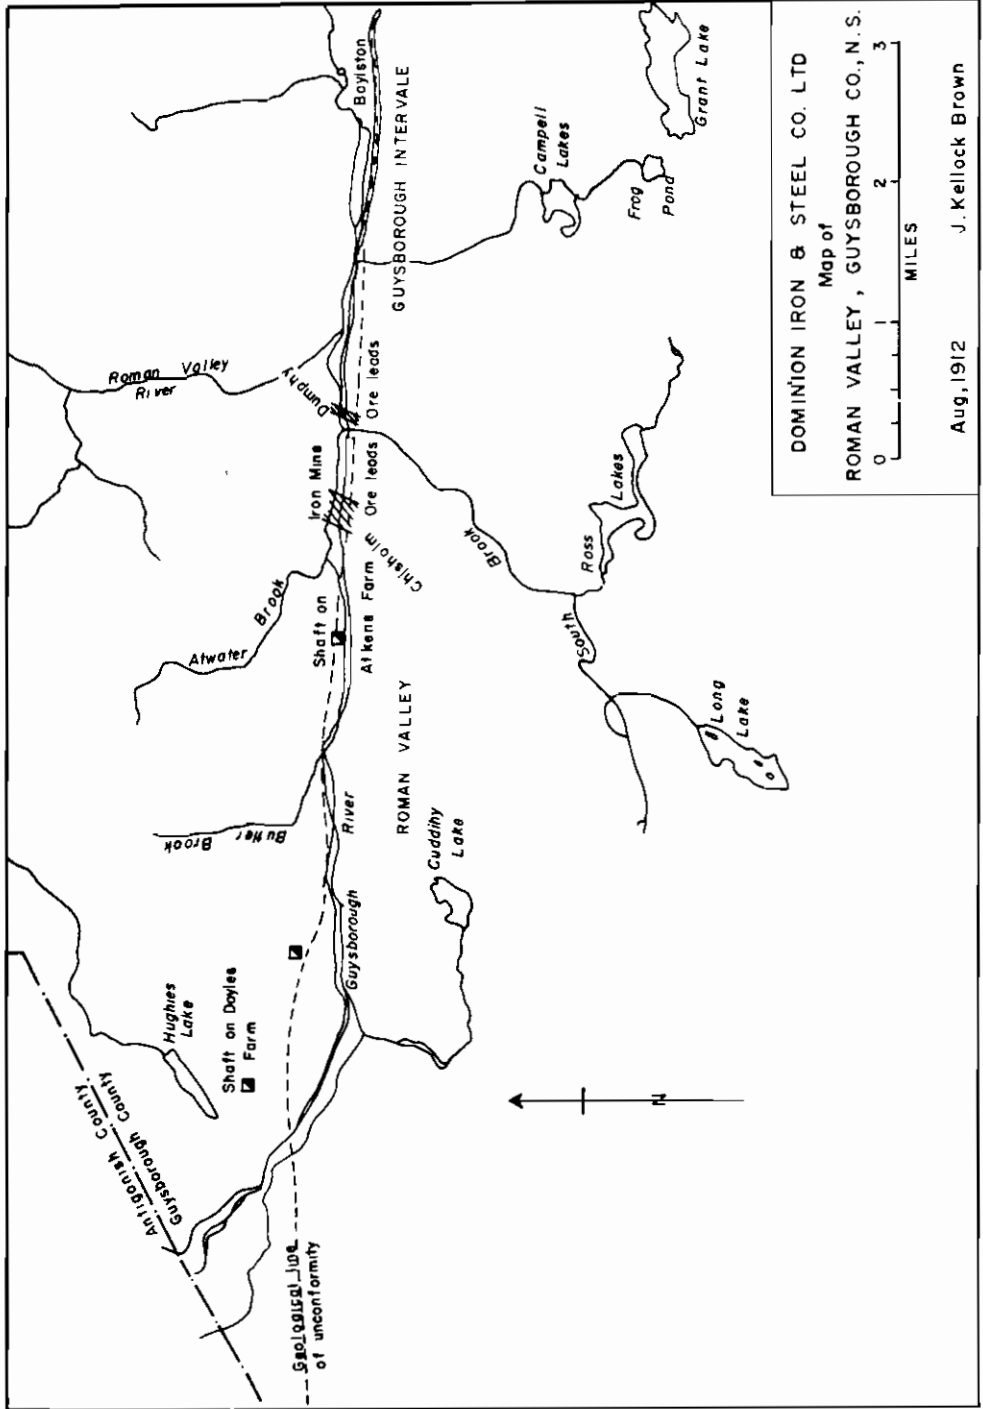 Antigonish County
Guysborough County
Hughies
Lake
Shaft on Doyles
Farm
Geological line
of unconformity
Butler
Brook
Atwater
Brook
Roman Valley
River
Iron Mine
Dumphy
Shaft on
Atkens Farm
Chisholm
Ore leads
Ore leads
Boylston
GUYSBOROUGH INTERVALE
Guysborough
River
ROMAN VALLEY
Cuddihy
Lake
South
Brook
Ross
Lakes
Long
Lake
Campell
Lakes
Frog
Pond
Grant Lake
N
DOMINION IRON & STEEL CO. LTD
Map of
ROMAN VALLEY, GUYSBOROUGH CO., N.S.
0 1 2 3
MILES
Aug, 1912 J. Kellock Brown